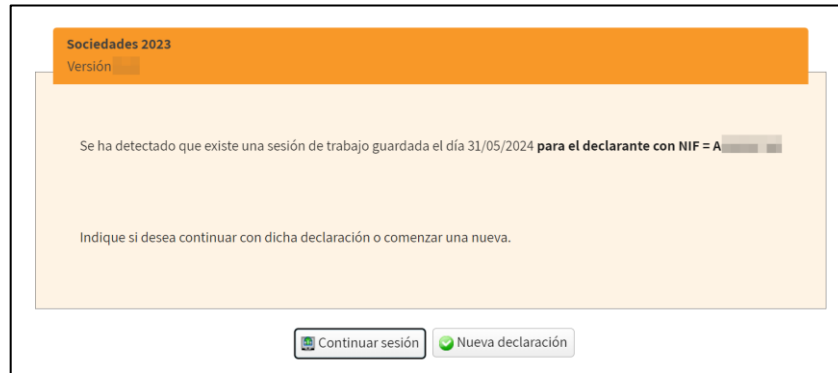 Sociedades 2023
Versión
Se ha detectado que existe una sesión de trabajo guardada el día 31/05/2024 para el declarante con NIF = A
Indique si desea continuar con dicha declaración o comenzar una nueva.
Continuar sesión Nueva declaración